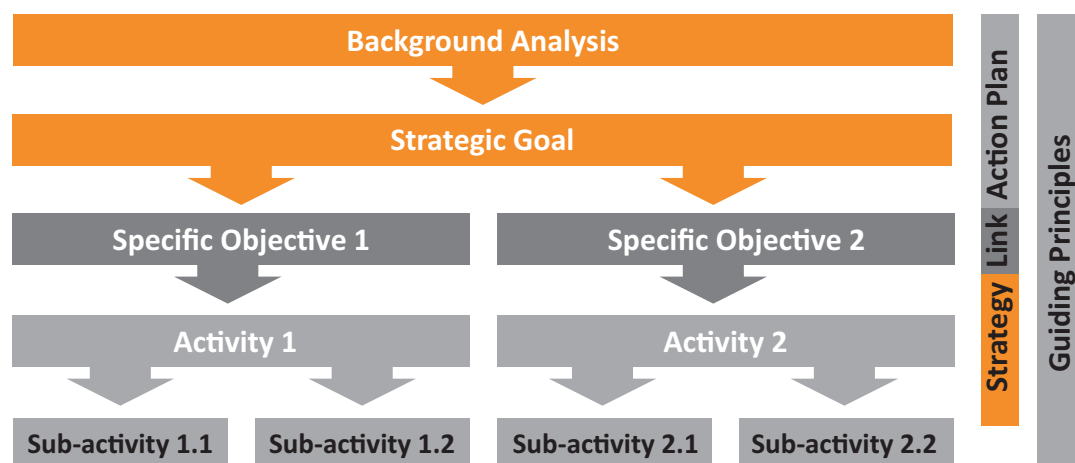 Background Analysis
Strategic Goal
Specific Objective 1
Specific Objective 2
Activity 1
Activity 2
Sub-activity 1.1
Sub-activity 1.2
Sub-activity 2.1
Sub-activity 2.2
Strategy Link Action Plan
Guiding Principles